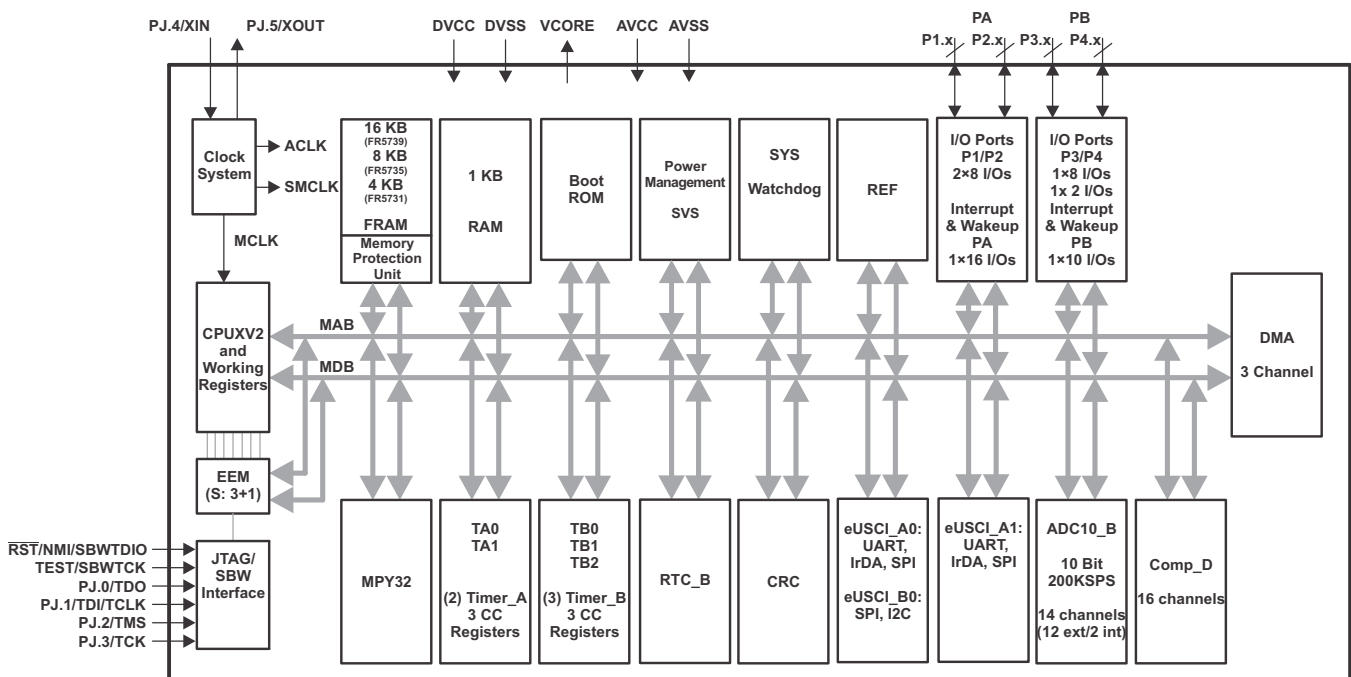 PJ.4/XIN
PJ.5/XOUT
DVCC
DVSS
VCORE
AVCC
AVSS
PA
P1.x
P2.x
PB
P3.x
P4.x
Clock
System
ACLK
SMCLK
MCLK
16 KB
(FR5739)
8 KB
(FR5735)
4 KB
(FR5731)
FRAM
Memory
Protection
Unit
1 KB
RAM
Boot
ROM
Power
Management
SVS
SYS
Watchdog
REF
I/O Ports
P1/P2
2×8 I/Os
Interrupt
& Wakeup
PA
1×16 I/Os
I/O Ports
P3/P4
1×8 I/Os
1x 2 I/Os
Interrupt
& Wakeup
PB
1×10 I/Os
CPUXV2
and
Working
Registers
MAB
MDB
DMA
3 Channel
EEM
(S: 3+1)
RST/NMI/SBWTDIO
TEST/SBWTCK
PJ.0/TDO
PJ.1/TDI/TCLK
PJ.2/TMS
PJ.3/TCK
JTAG/
SBW
Interface
MPY32
TA0
TA1
(2) Timer_A
3 CC
Registers
TB0
TB1
TB2
(3) Timer_B
3 CC
Registers
RTC_B
CRC
eUSCI_A0:
UART,
IrDA, SPI
eUSCI_B0:
SPI, I2C
eUSCI_A1:
UART,
IrDA, SPI
ADC10_B
10 Bit
200KSPS
14 channels
(12 ext/2 int)
Comp_D
16 channels